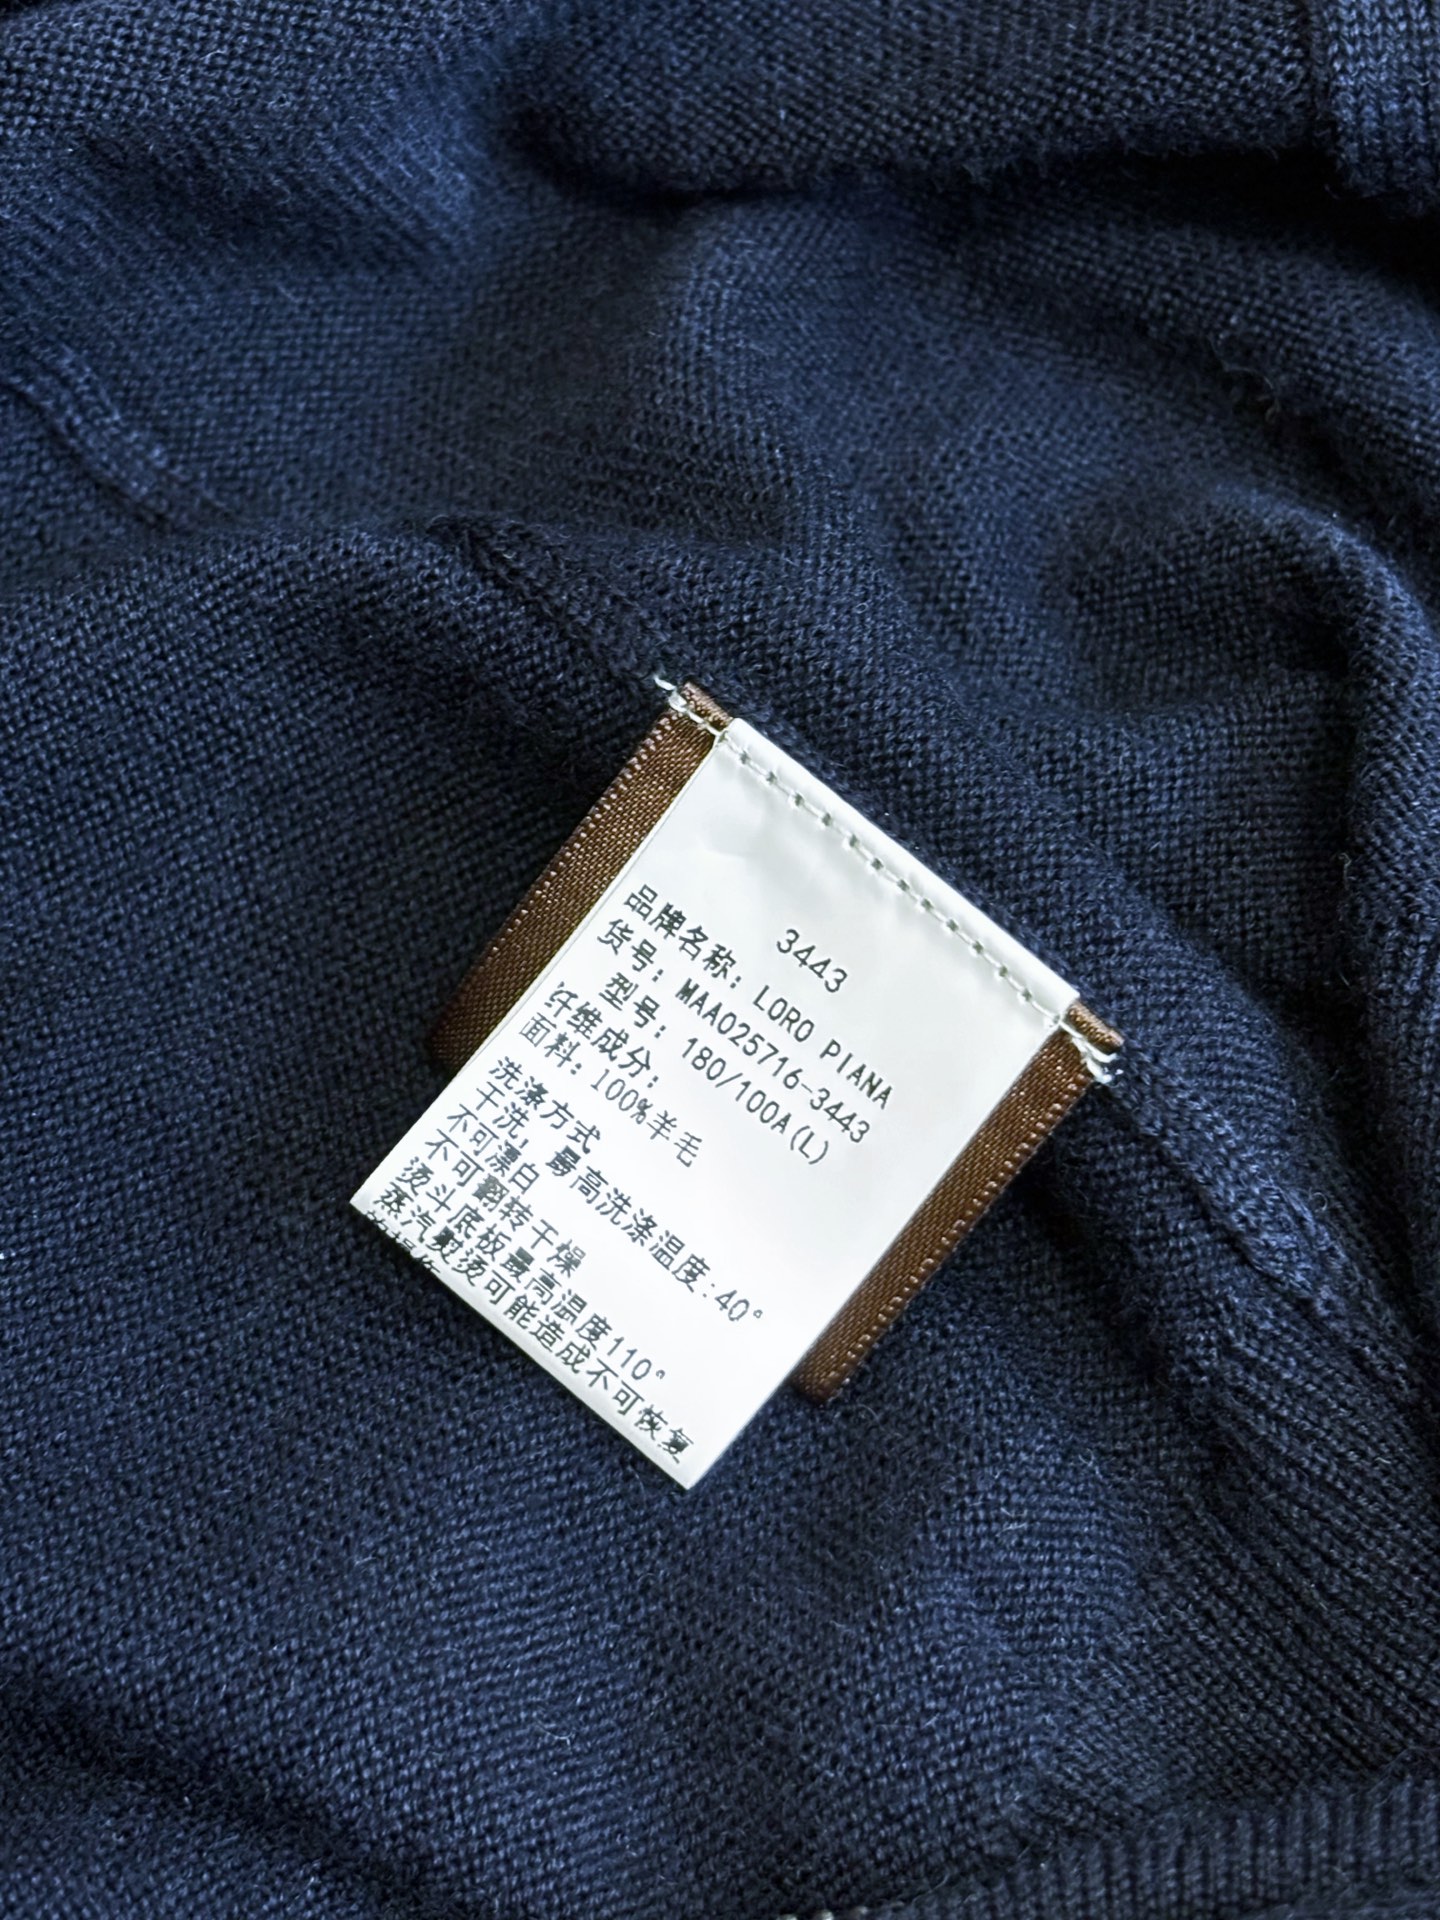 3443
品牌名称: LORO PIANA
货号: MAA025716-3443
型号: 180/100A(L)
纤维成分:
面料: 100%羊毛
洗涤方式
干洗, 最高洗涤温度:40°
不可漂白
不可翻转干燥
烫斗底板最高温度110°
蒸汽熨烫可能造成不可恢复